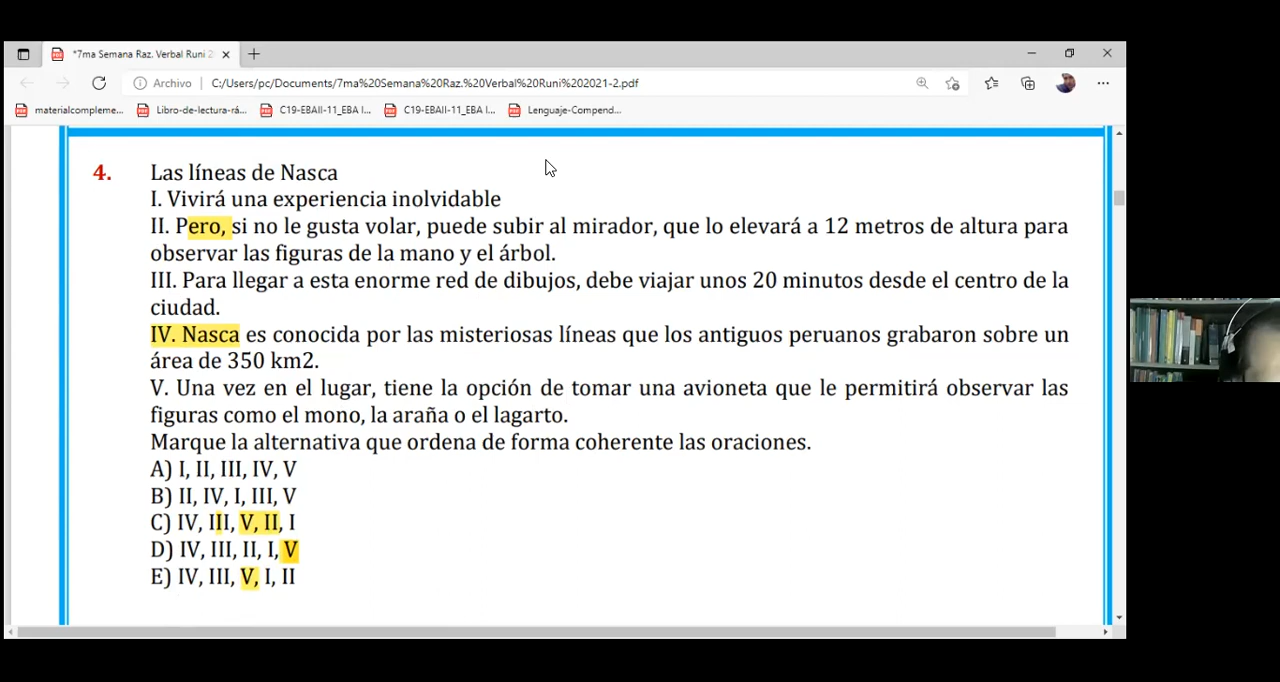 *7ma Semana Raz. Verbal Runi 2
Archivo C:/Users/pc/Documents/7ma%20Semana%20Raz.%20Verbal%20Runi%202021-2.pdf
materialcompleme... Libro-de-lectura-rá... C19-EBAII-11_EBA I... C19-EBAII-11_EBA I... Lenguaje-Compend...
4. Las líneas de Nasca
I. Vivirá una experiencia inolvidable
II. Pero, si no le gusta volar, puede subir al mirador, que lo elevará a 12 metros de altura para
observar las figuras de la mano y el árbol.
III. Para llegar a esta enorme red de dibujos, debe viajar unos 20 minutos desde el centro de la
ciudad.
IV. Nasca es conocida por las misteriosas líneas que los antiguos peruanos grabaron sobre un
área de 350 km2.
V. Una vez en el lugar, tiene la opción de tomar una avioneta que le permitirá observar las
figuras como el mono, la araña o el lagarto.
Marque la alternativa que ordena de forma coherente las oraciones.
A) I, II, III, IV, V
B) II, IV, I, III, V
C) IV, III, V, II, I
D) IV, III, II, I, V
E) IV, III, V, I, II